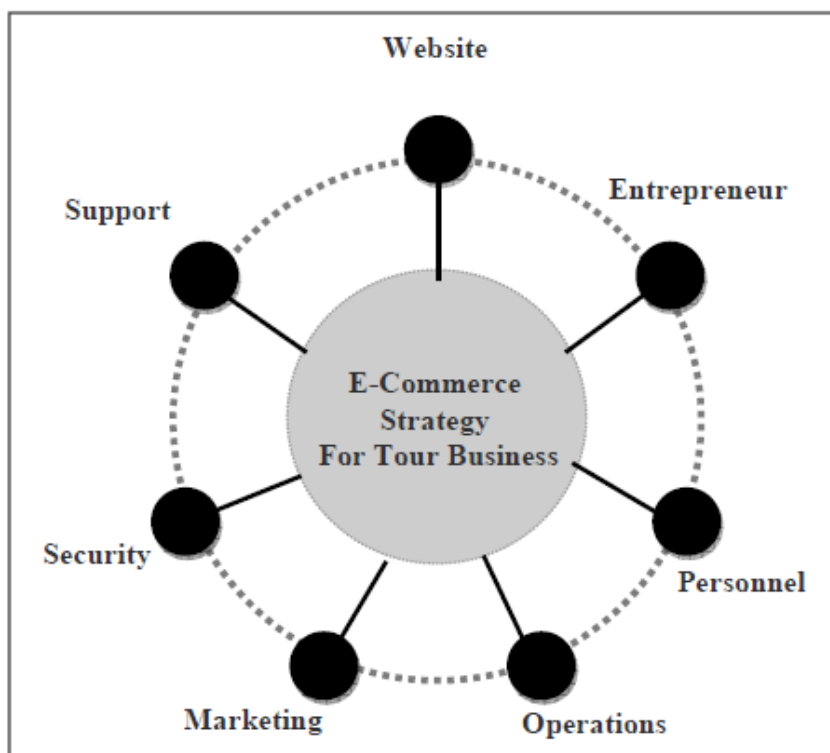 Website
Entrepreneur
Support
E-Commerce
Strategy
For Tour Business
Security
Personnel
Marketing
Operations